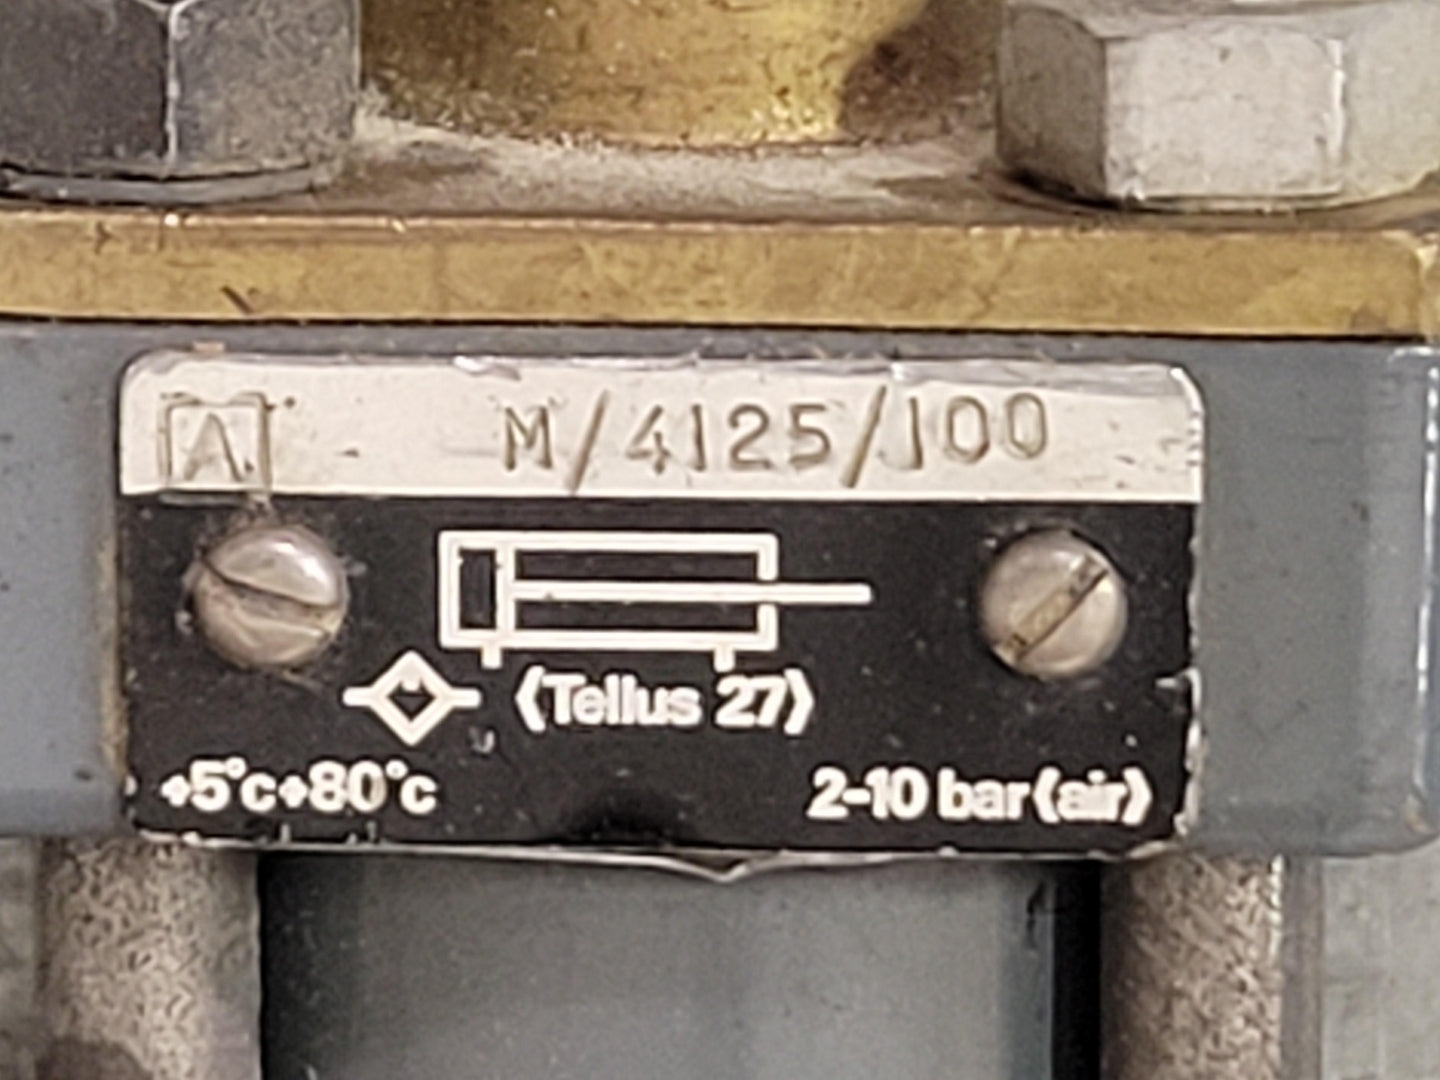 A M/4125/100
(Tellus 27)
+5°c+80°c 2-10 bar(air)